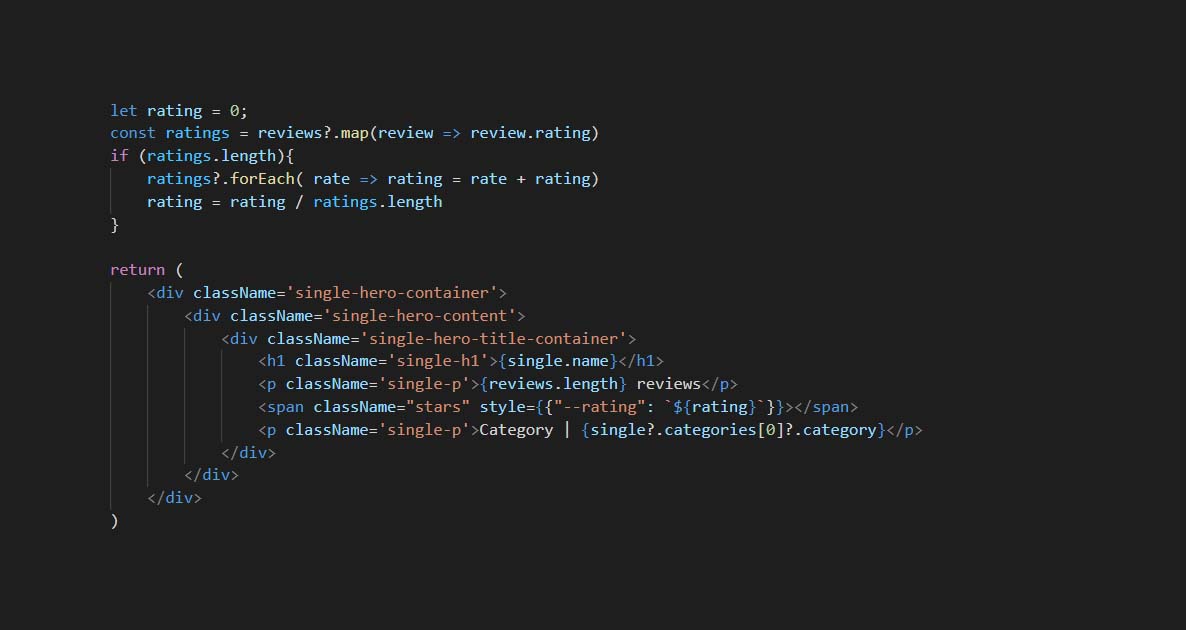 let rating = 0;
const ratings = reviews?.map(review => review.rating)
if (ratings.length){
    ratings?.forEach( rate => rating = rate + rating)
    rating = rating / ratings.length
}
return (
    <div className='single-hero-container'>
        <div className='single-hero-content'>
            <div className='single-hero-title-container'>
                <h1 className='single-h1'>{single.name}</h1>
                <p className='single-p'>{reviews.length} reviews</p>
                <span className="stars" style={{"--rating": `${rating}`}}></span>
                <p className='single-p'>Category | {single?.categories[0]?.category}</p>
            </div>
        </div>
    </div>
)